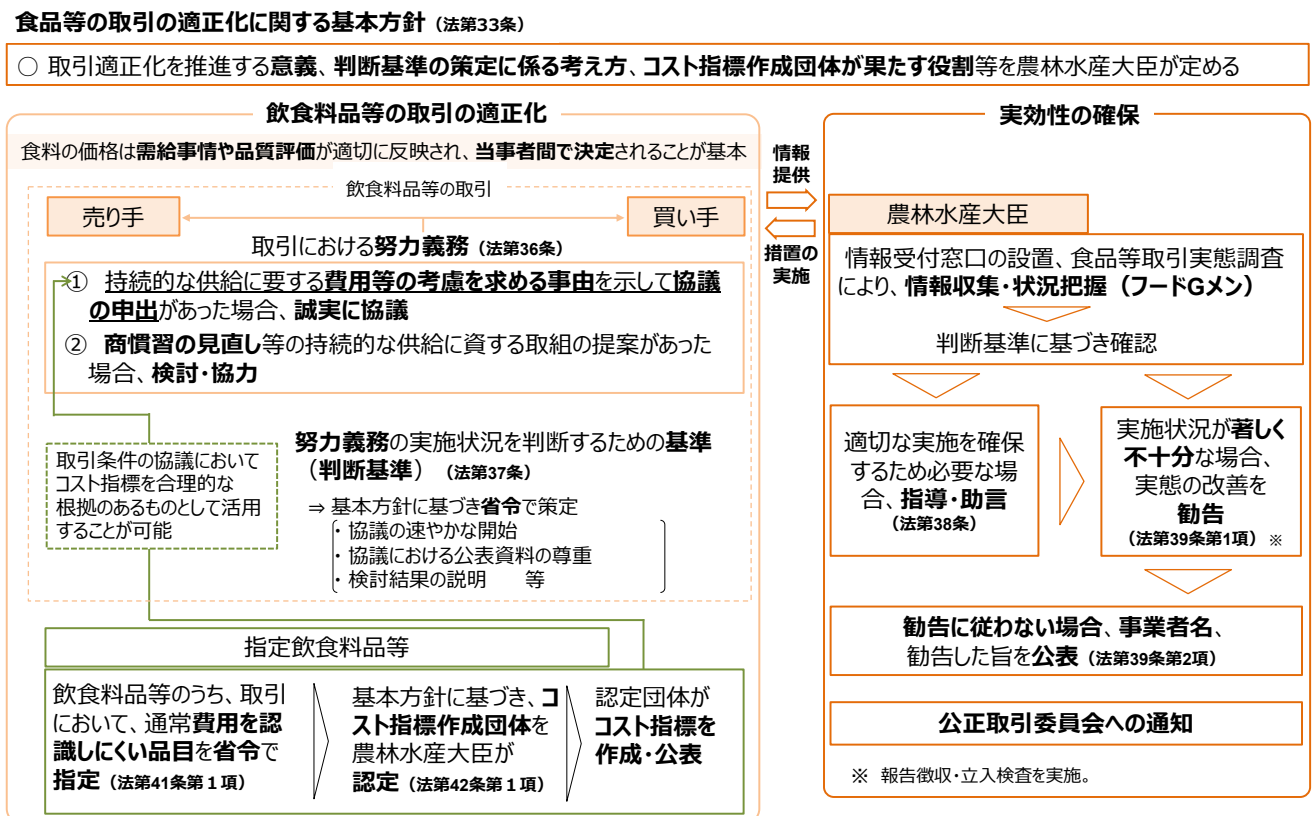 食品等の取引の適正化に関する基本方針（法第33条）
○ 取引適正化を推進する意義、判断基準の策定に係る考え方、コスト指標作成団体が果たす役割等を農林水産大臣が定める
飲食料品等の取引の適正化
食料の価格は需給事情や品質評価が適切に反映され、当事者間で決定されることが基本
飲食料品等の取引
売り手
買い手
取引における努力義務（法第36条）
① 持続的な供給に要する費用等の考慮を求める事由を示して協議
の申出があった場合、誠実に協議
② 商慣習の見直し等の持続的な供給に資する取組の提案があった
場合、検討・協力
取引条件の協議において
コスト指標を合理的な
根拠のあるものとして活用
することが可能
努力義務の実施状況を判断するための基準
（判断基準）（法第37条）
⇒ 基本方針に基づき省令で策定
・ 協議の速やかな開始
・ 協議における公表資料の尊重
・ 検討結果の説明 等
指定飲食料品等
飲食料品等のうち、取引
において、通常費用を認
識しにくい品目を省令で
指定（法第41条第１項）
基本方針に基づき、コ
スト指標作成団体を
農林水産大臣が
認定（法第42条第１項）
認定団体が
コスト指標を
作成・公表
情報
提供
措置の
実施
実効性の確保
農林水産大臣
情報受付窓口の設置、食品等取引実態調査
により、情報収集・状況把握（フードGメン）
判断基準に基づき確認
適切な実施を確保
するため必要な場
合、指導・助言
（法第38条）
実施状況が著しく
不十分な場合、
実態の改善を
勧告
（法第39条第1項）※
勧告に従わない場合、事業者名、
勧告した旨を公表（法第39条第2項）
公正取引委員会への通知
※ 報告徴収・立入検査を実施。